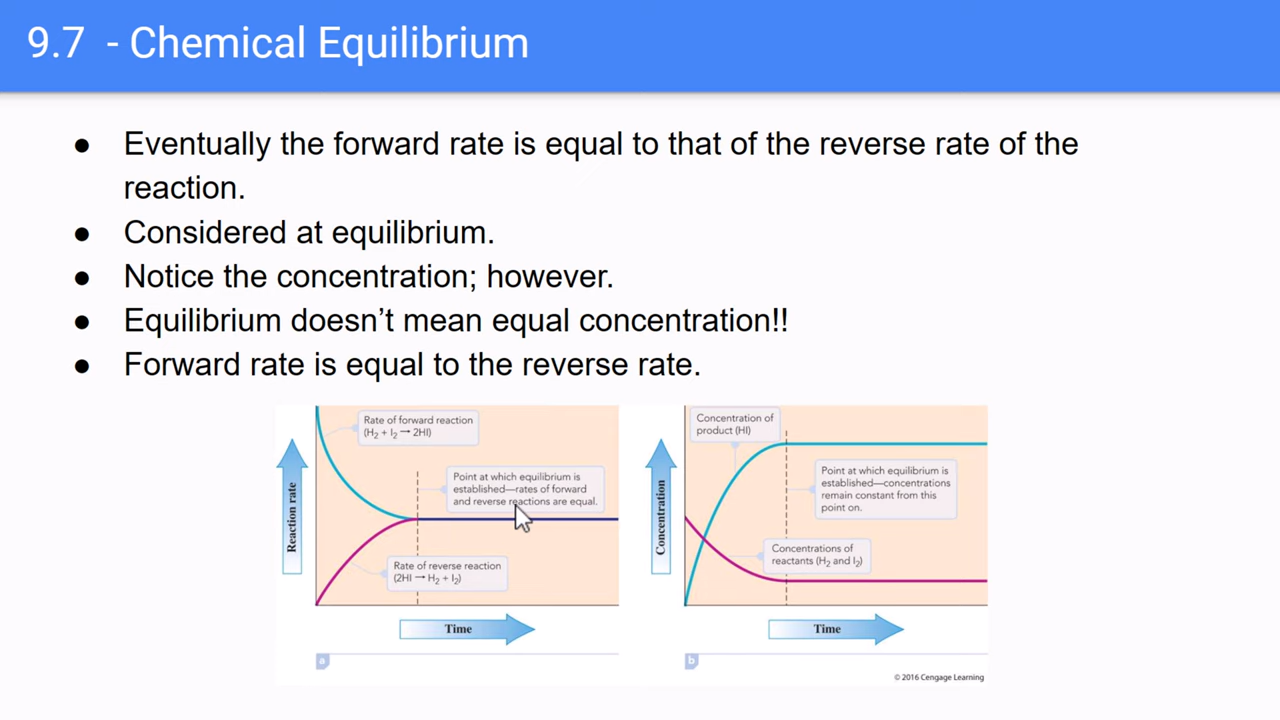 9.7 - Chemical Equilibrium
● Eventually the forward rate is equal to that of the reverse rate of the
reaction.
● Considered at equilibrium.
● Notice the concentration; however.
● Equilibrium doesn’t mean equal concentration!!
● Forward rate is equal to the reverse rate.
Reaction rate
Rate of forward reaction
(H₂ + I₂ → 2HI)
Point at which equilibrium is
established—rates of forward
and reverse reactions are equal.
Rate of reverse reaction
(2HI → H₂ + I₂)
Time
a
Concentration
Concentration of
product (HI)
Point at which equilibrium is
established—concentrations
remain constant from this
point on.
Concentrations of
reactants (H₂ and I₂)
Time
b
© 2016 Cengage Learning